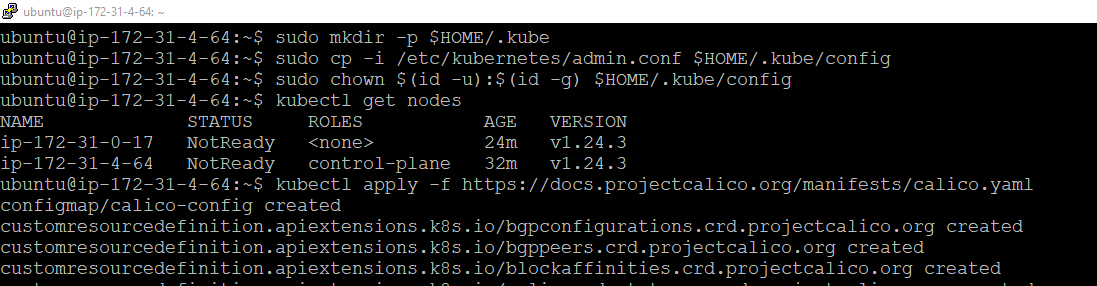 ubuntu@ip-172-31-4-64: ~
ubuntu@ip-172-31-4-64:~$ sudo mkdir -p $HOME/.kube
ubuntu@ip-172-31-4-64:~$ sudo cp -i /etc/kubernetes/admin.conf $HOME/.kube/config
ubuntu@ip-172-31-4-64:~$ sudo chown $(id -u):$(id -g) $HOME/.kube/config
ubuntu@ip-172-31-4-64:~$ kubectl get nodes
NAME STATUS ROLES AGE VERSION
ip-172-31-0-17 NotReady <none> 24m v1.24.3
ip-172-31-4-64 NotReady control-plane 32m v1.24.3
ubuntu@ip-172-31-4-64:~$ kubectl apply -f https://docs.projectcalico.org/manifests/calico.yaml
configmap/calico-config created
customresourcedefinition.apiextensions.k8s.io/bgpconfigurations.crd.projectcalico.org created
customresourcedefinition.apiextensions.k8s.io/bgppeers.crd.projectcalico.org created
customresourcedefinition.apiextensions.k8s.io/blockaffinities.crd.projectcalico.org created